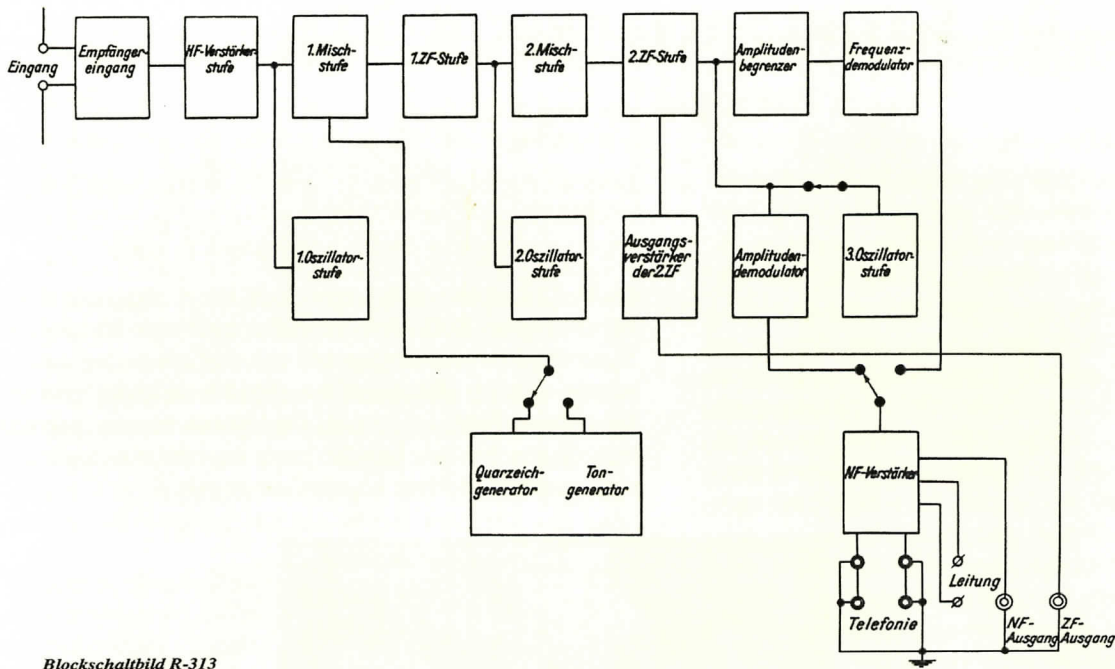 Eingang
Empfänger-
eingang
HF-Verstärker-
stufe
1.Misch-
stufe
1.ZF-Stufe
2.Misch-
stufe
2.ZF-Stufe
Amplituden-
begrenzer
Frequenz-
demodulator
1.Oszillator-
stufe
2.Oszillator-
stufe
Ausgangs-
verstärker
der 2.ZF
Amplituden-
demodulator
3.Oszillator-
stufe
Quarzeich-
generator
Ton-
generator
NF-Verstärker
Leitung
Telefonie
NF-
Ausgang
ZF-
Ausgang
Blockschaltbild R-313